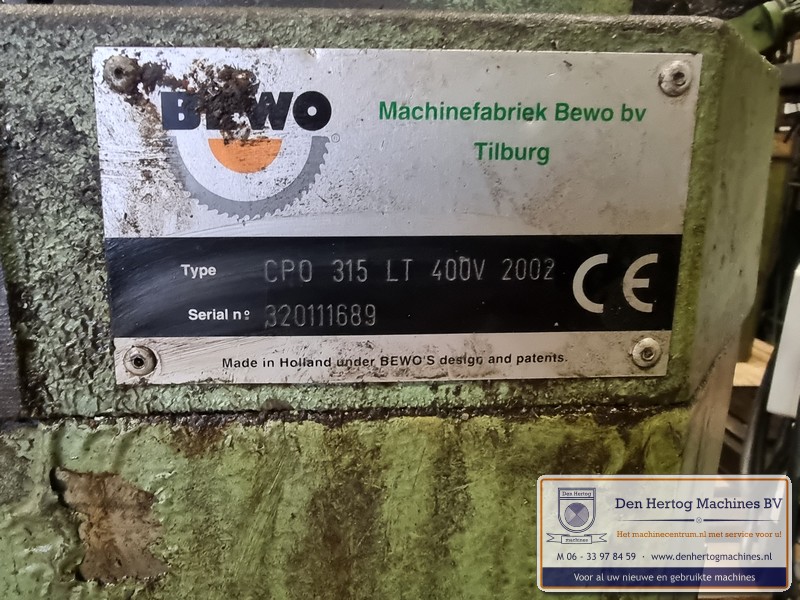 BEWO
®
Machinefabriek Bewo bv
Tilburg
Type CPO 315 LT 400V 2002 CE
Serial nº 320111689
Made in Holland under BEWO'S design and patents.
Den Hertog
machines
Den Hertog Machines BV
Het machinecentrum.nl met service voor u!
M 06 - 33 97 84 59 · www.denhertogmachines.nl
Voor al uw nieuwe en gebruikte machines